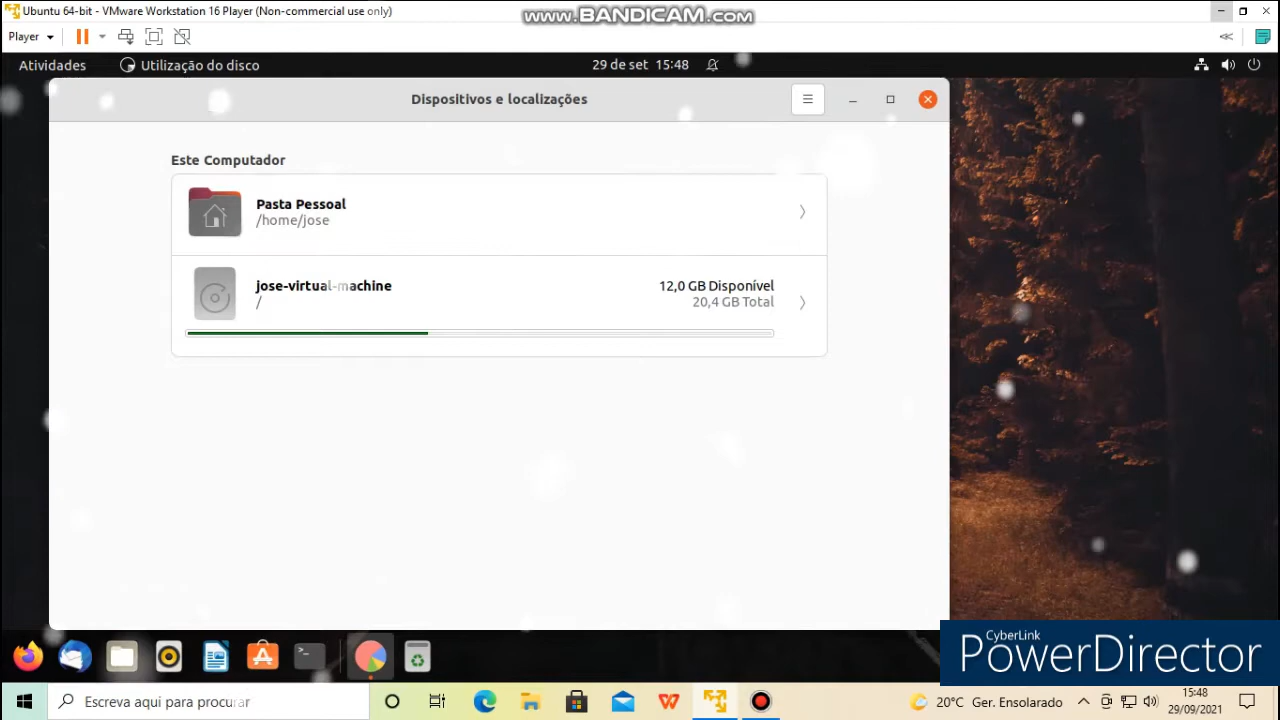 Ubuntu 64-bit - VMware Workstation 16 Player (Non-commercial use only)
www.BANDICAM.com
Player
Atividades
Utilização do disco
29 de set 15:48
Dispositivos e localizações
Este Computador
Pasta Pessoal
/home/jose
jose-virtual-machine
/
12,0 GB Disponível
20,4 GB Total
CyberLink
PowerDirector
Escreva aqui para procurar
20°C Ger. Ensolarado
15:48
29/09/2021